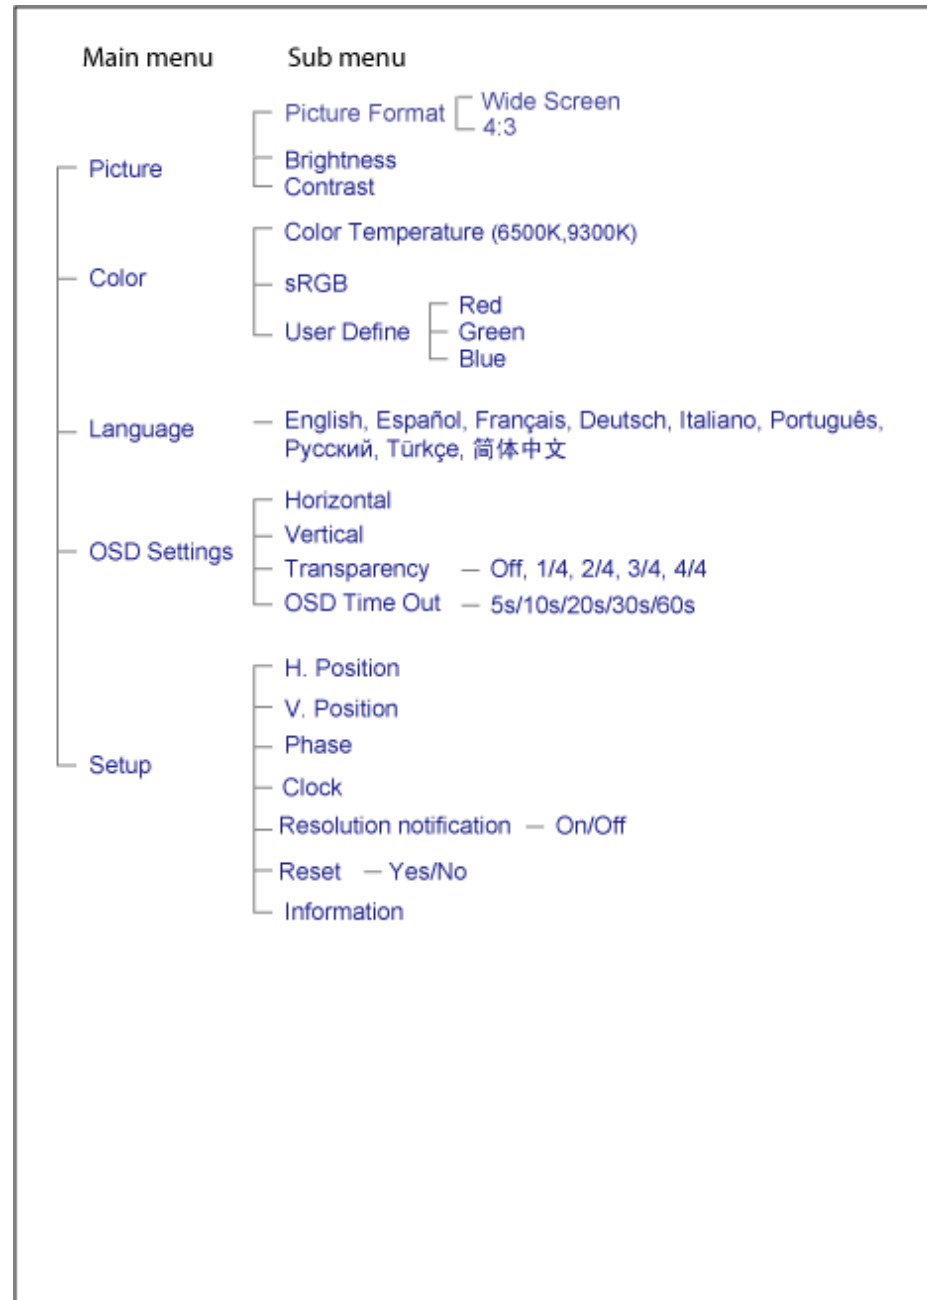 Main menu Sub menu
Picture Format Wide Screen
4:3
Picture Brightness
Contrast
Color Temperature (6500K,9300K)
Color sRGB
Red
User Define Green
Blue
Language — English, Español, Français, Deutsch, Italiano, Português,
Русский, Türkçe, 简体中文
Horizontal
Vertical
OSD Settings
Transparency — Off, 1/4, 2/4, 3/4, 4/4
OSD Time Out — 5s/10s/20s/30s/60s
H. Position
V. Position
Phase
Setup
Clock
Resolution notification — On/Off
Reset — Yes/No
Information